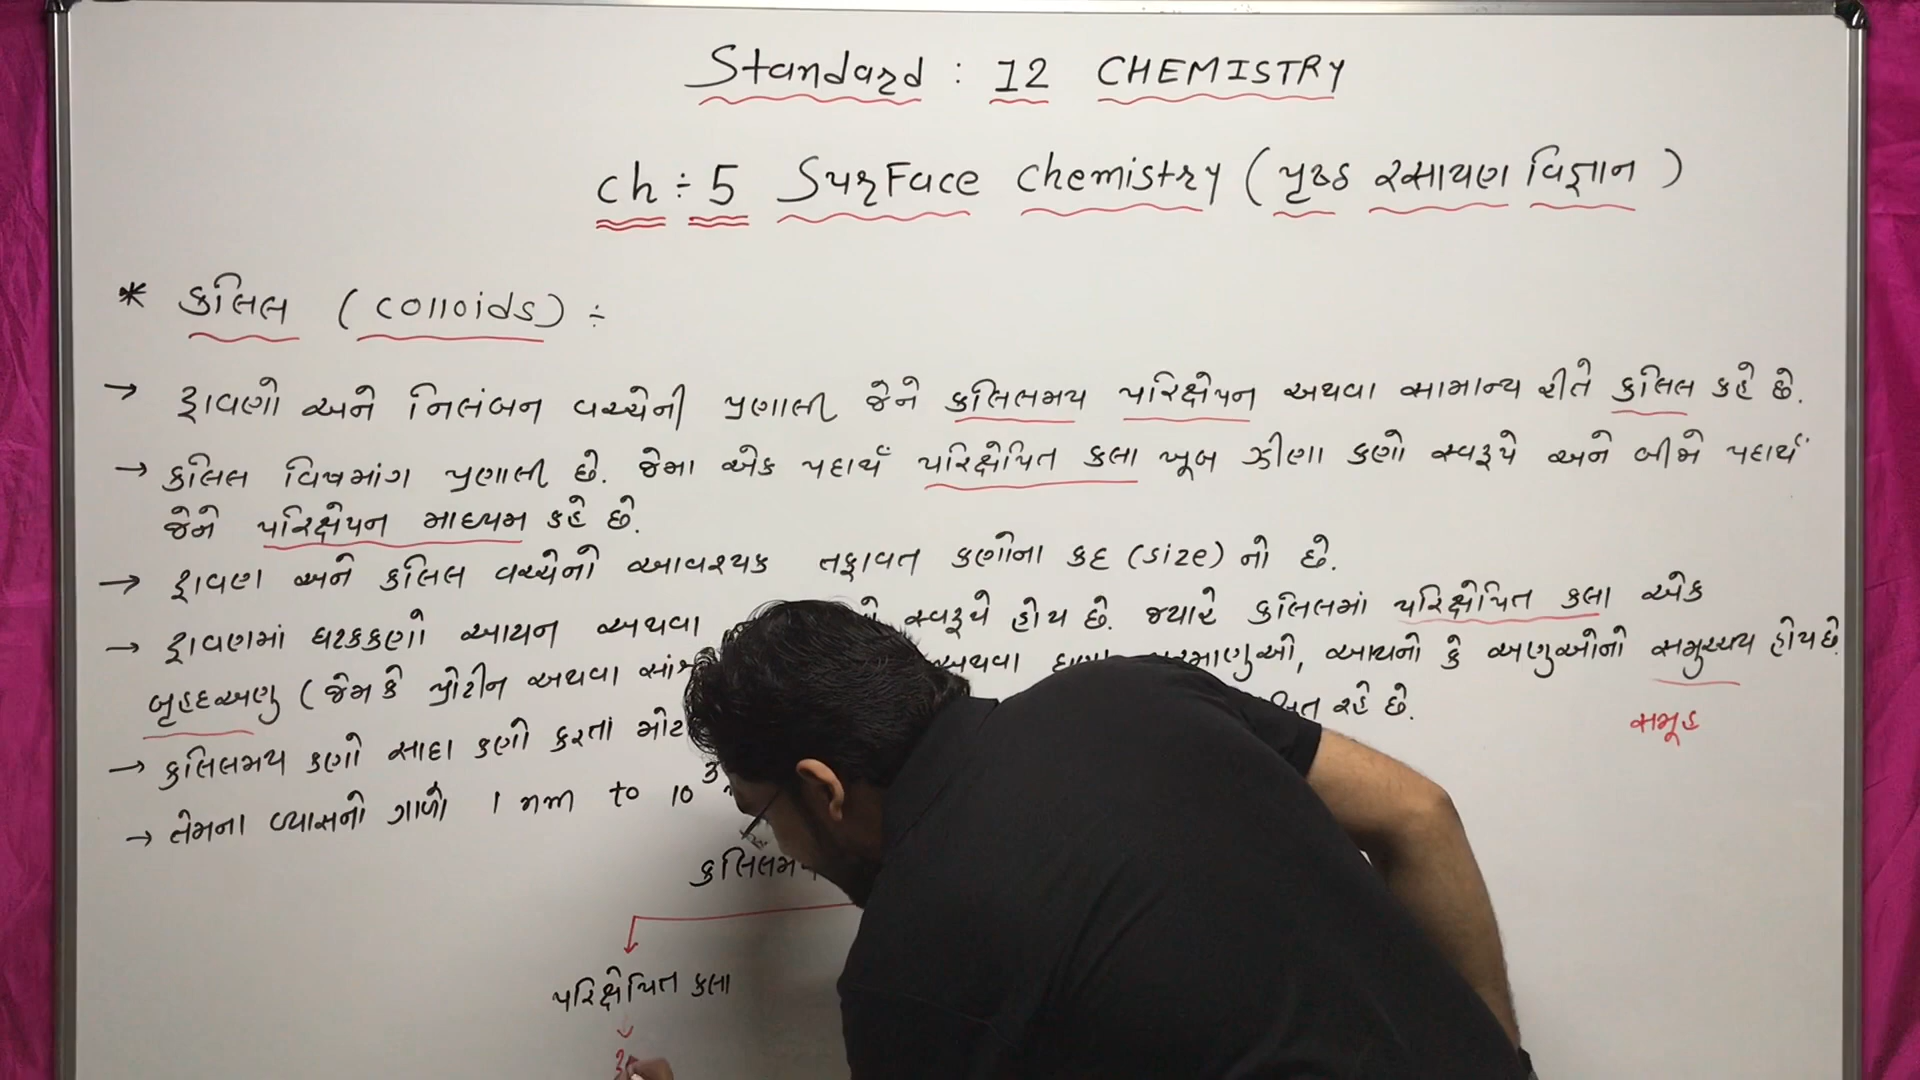 Standard : 12 CHEMISTRY
ch ÷ 5 SurFace chemistry ( પૃષ્ઠ રસાયણ વિજ્ઞાન )
* કલિલ ( colloids ) ÷
→ દ્રાવણો અને નિલંબન વચ્ચેની પ્રણાલી જેને કલિલમય પરિક્ષેપન અથવા સામાન્ય રીતે કલિલ કહે છે.
→ કલિલ વિષમાંગ પ્રણાલી છે. જેમા એક પદાર્થ પરિક્ષેપિત કલા ખૂબ ઝીણા કણો સ્વરૂપે અને બીજો પદાર્થ
જેને પરિક્ષેપન માધ્યમ કહે છે.
→ દ્રાવણ અને કલિલ વચ્ચેનો આવશ્યક તફાવત કણોના કદ (size) નો છે.
→ દ્રાવણમાં ઘટકકણો આયન અથવા સ્વરૂપે હોય છે. જ્યારે કલિલમાં પરિક્ષેપિત કલા એક
બૃહદઅણુ ( જેમ કે પ્રોટીન અથવા અથવા આયનો કે અણુઓનો સમુચ્ચય હોય છે.
સમૂહ
→ કલિલમય કણો સાદા કણો કરતાં રહે છે.
→ તેમના વ્યાસનો ગાળો 1 nm to 10³
પરિક્ષેપિત કલા